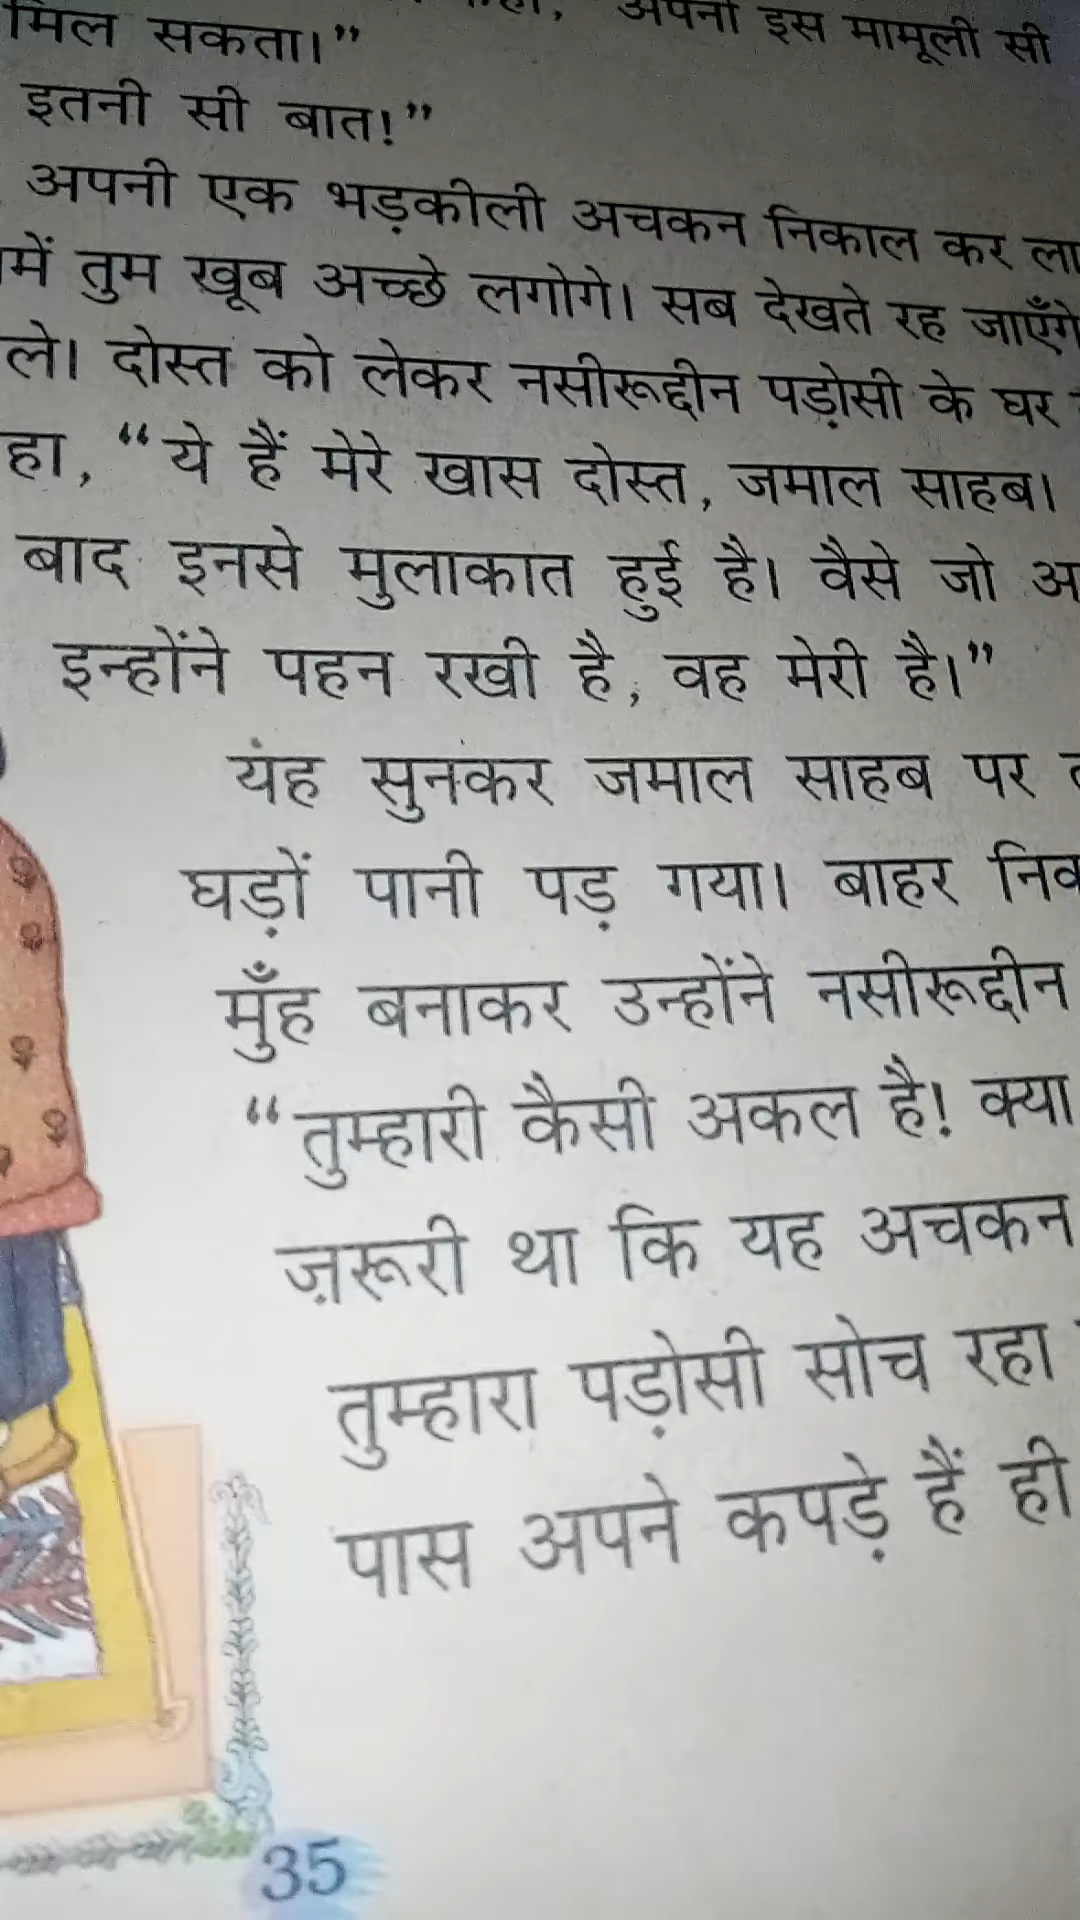 अपनी इस मामूली सी
मिल सकता।”
इतनी सी बात!”
अपनी एक भड़कीली अचकन निकाल कर ला
में तुम खूब अच्छे लगोगे। सब देखते रह जाएँगे
ले। दोस्त को लेकर नसीरूद्दीन पड़ोसी के घर
हा, “ये हैं मेरे खास दोस्त, जमाल साहब।
बाद इनसे मुलाकात हुई है। वैसे जो अ
इन्होंने पहन रखी है, वह मेरी है।”
यह सुनकर जमाल साहब पर
घड़ों पानी पड़ गया। बाहर निक
मुँह बनाकर उन्होंने नसीरूद्दीन
“तुम्हारी कैसी अकल है! क्या
ज़रूरी था कि यह अचकन
तुम्हारा पड़ोसी सोच रहा
पास अपने कपड़े हैं ही
35